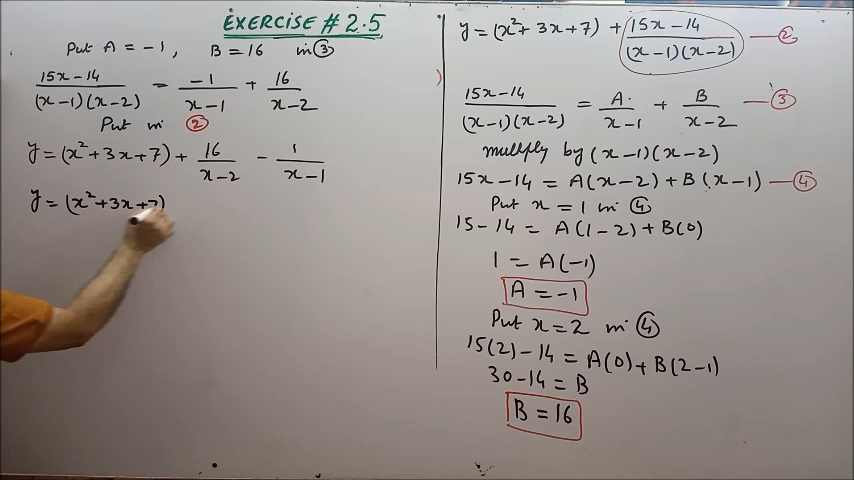 EXERCISE # 2.5
Put A = -1, B = 16 in ③
(15x-14)/((x-1)(x-2)) = -1/(x-1) + 16/(x-2)
Put in ②
y = (x²+3x+7) + 16/(x-2) - 1/(x-1)
y = (x²+3x+7)
y = (x²+3x+7) + (15x-14)/((x-1)(x-2)) — ②
(15x-14)/((x-1)(x-2)) = A/(x-1) + B/(x-2) — ③
multply by (x-1)(x-2)
15x-14 = A(x-2) + B(x-1) — ④
Put x = 1 in ④
15-14 = A(1-2) + B(0)
1 = A(-1)
A = -1
Put x = 2 in ④
15(2)-14 = A(0) + B(2-1)
30-14 = B
B = 16